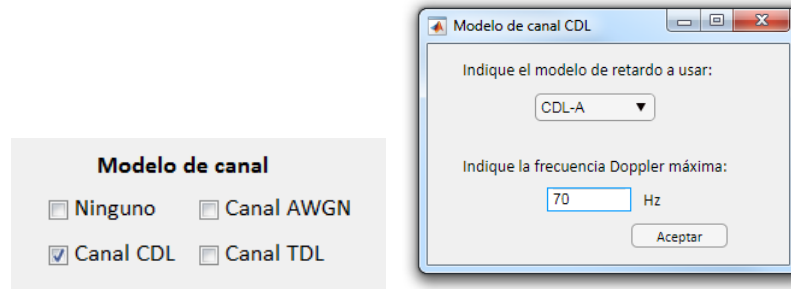 Modelo de canal
Ninguno
Canal AWGN
Canal CDL
Canal TDL
Modelo de canal CDL
Indique el modelo de retardo a usar:
CDL-A
Indique la frecuencia Doppler máxima:
70 Hz
Aceptar